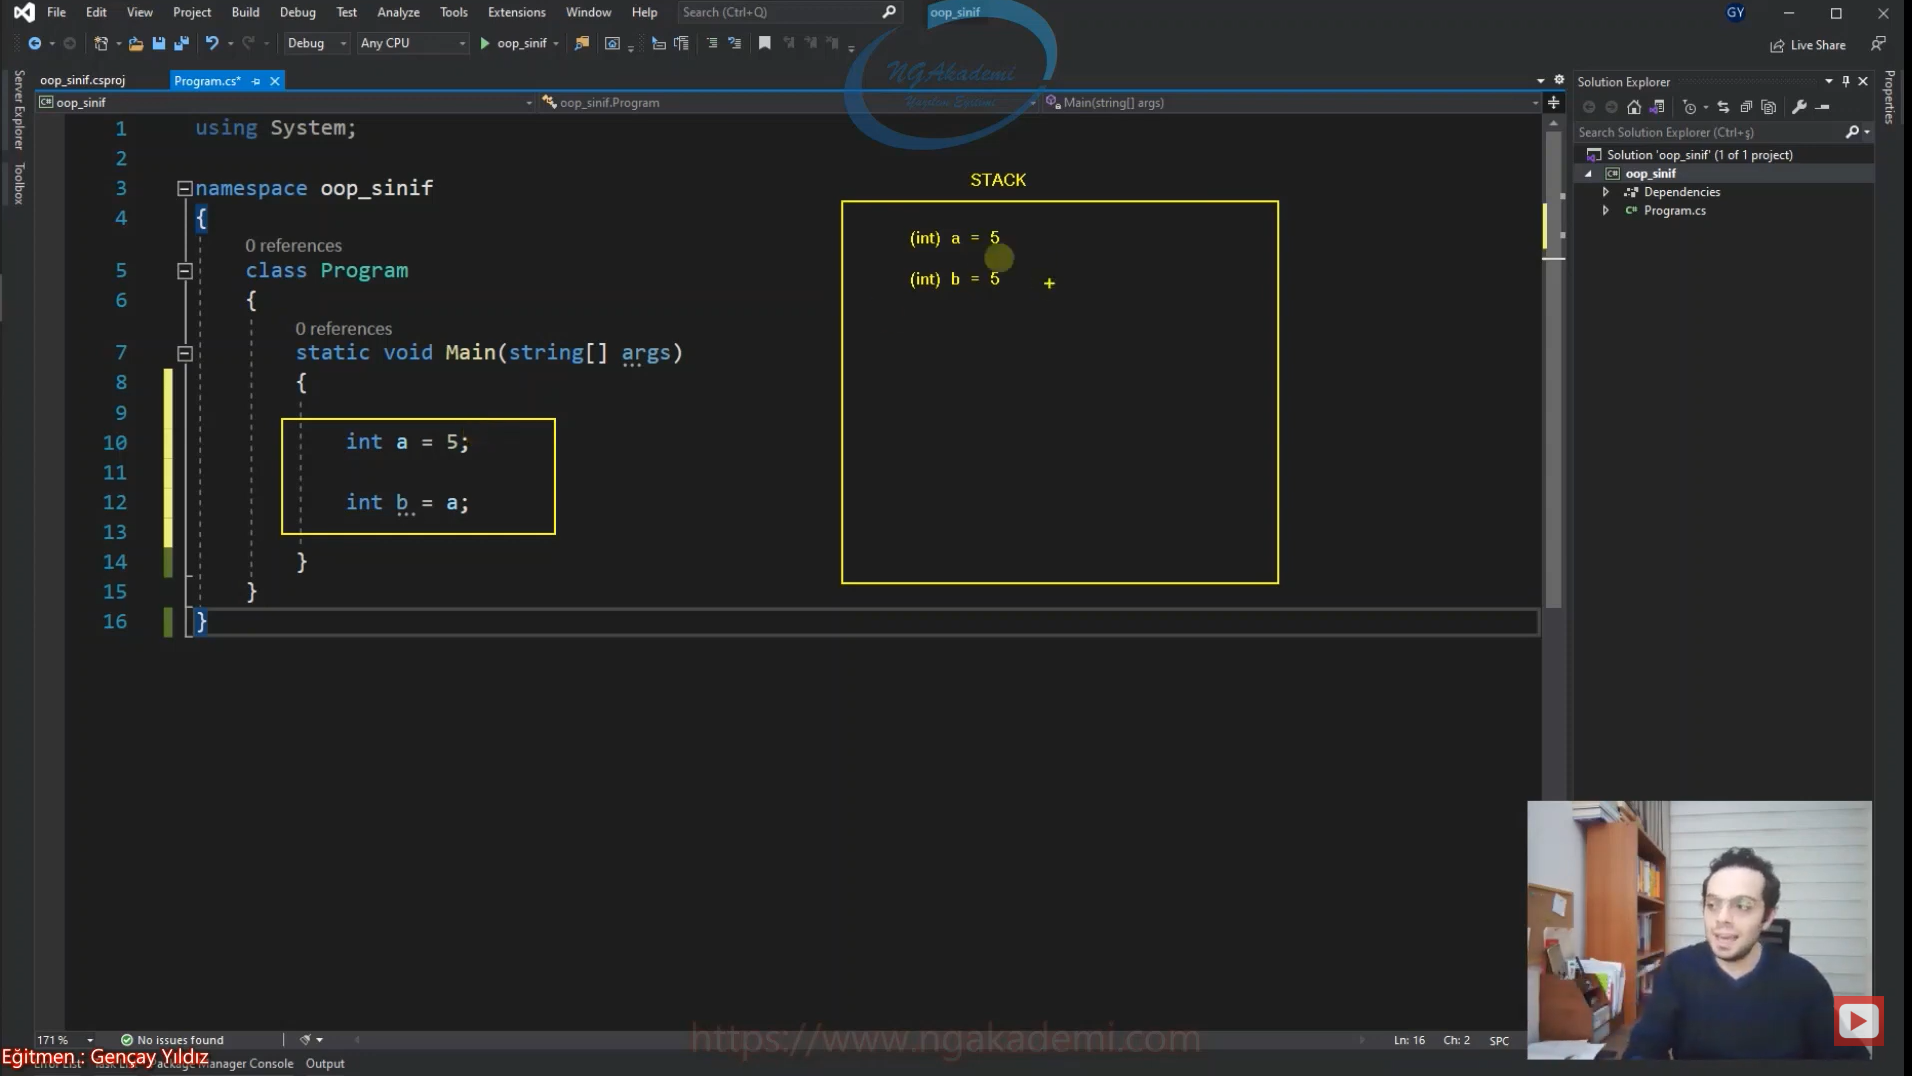 File Edit View Project Build Debug Test Analyze Tools Extensions Window Help Search (Ctrl+Q) oop_sinif GY
Debug Any CPU oop_sinif Live Share
Server Explorer
Toolbox
oop_sinif.csproj Program.cs*
oop_sinif oop_sinif.Program Main(string[] args)
NGAkademi
Yazılım Eğitimi
1 using System;
2
3 namespace oop_sinif
4 {
0 references
5 class Program
6 {
0 references
7 static void Main(string[] args)
8 {
9
10 int a = 5;
11
12 int b = a;
13
14 }
15 }
16 }
STACK
(int) a = 5
(int) b = 5
Solution Explorer
Search Solution Explorer (Ctrl+ş)
Solution 'oop_sinif' (1 of 1 project)
oop_sinif
Dependencies
Program.cs
Properties
171 % No issues found Ln: 16 Ch: 2 SPC
https://www.ngakademi.com
Eğitmen : Gençay Yıldız
Error List Task List Package Manager Console Output